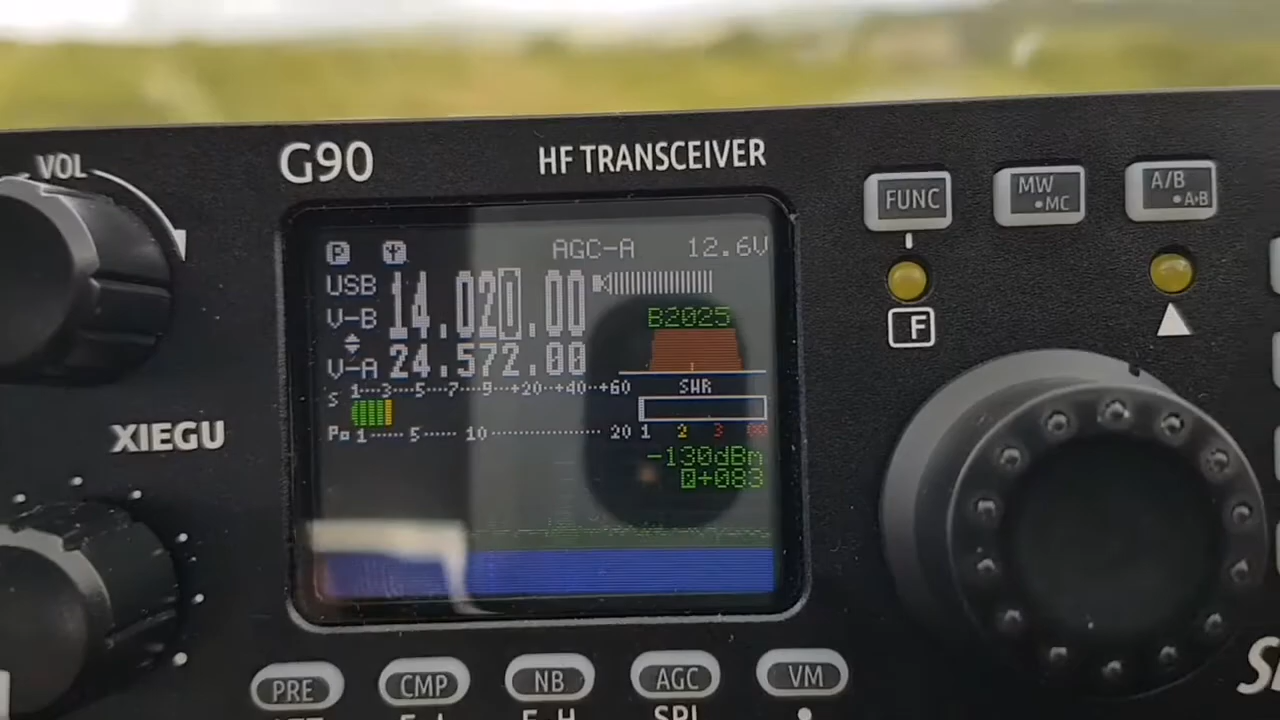 VOL
G90
HF TRANSCEIVER
FUNC
MW
•MC
A/B
•A▸B
P
AGC-A
12.6V
USB
14.020.00
V-B
B2025
V-A
24.572.00
S 1···3···5···7···9···+20···+40···+60
SWR
Po 1······5······10····················20
1 2 3
-130dBm
+083
F
XIEGU
PRE
CMP
NB
AGC
VM